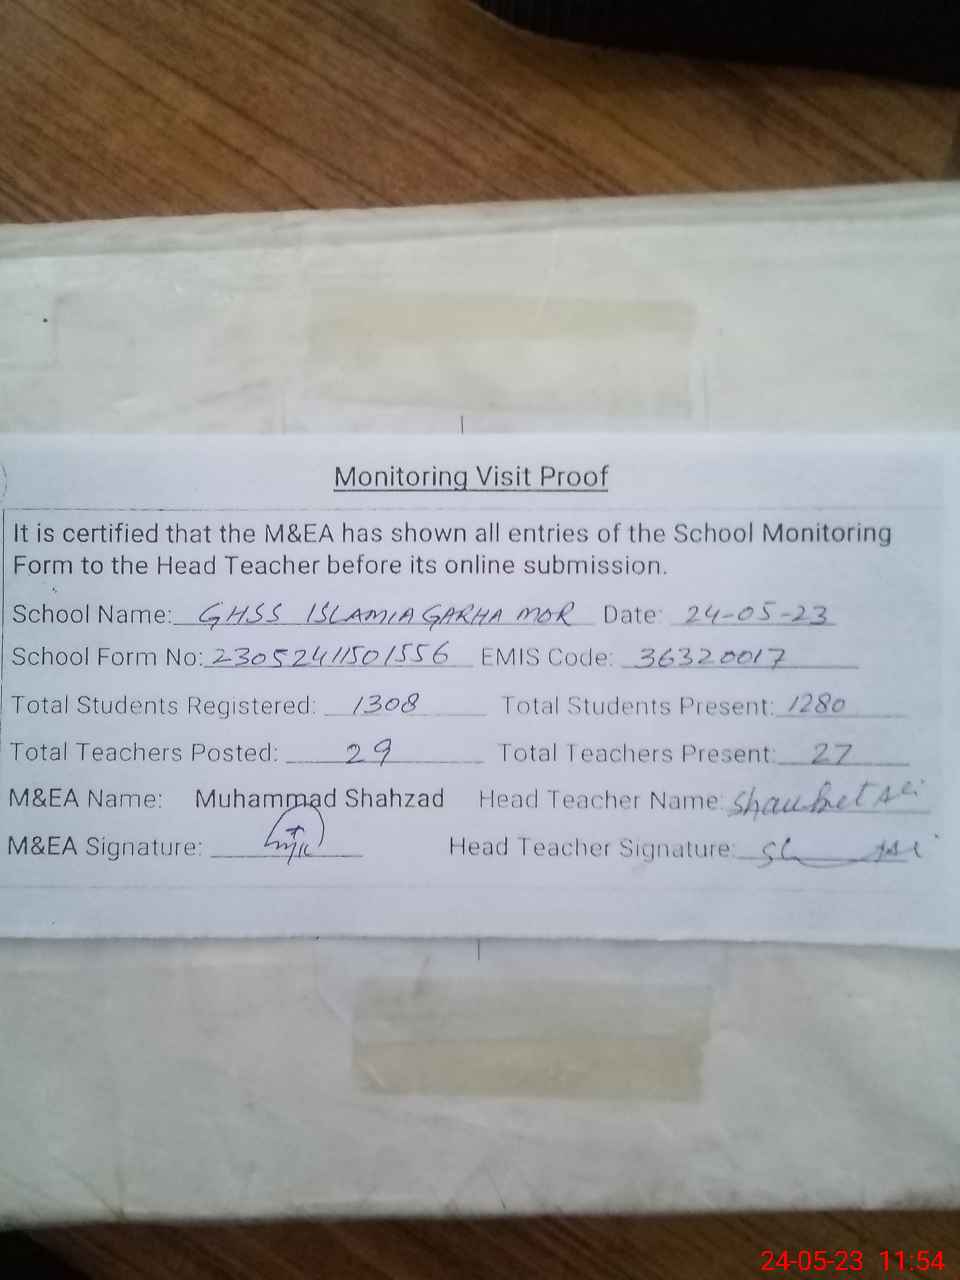 Monitoring Visit Proof
It is certified that the M&EA has shown all entries of the School Monitoring
Form to the Head Teacher before its online submission.
School Name: GHSS ISLAMIA GARHA MOR Date: 24-05-23
School Form No: 23052411501556 EMIS Code: 36320017
Total Students Registered: 1308 Total Students Present: 1280
Total Teachers Posted: 29 Total Teachers Present: 27
M&EA Name: Muhammad Shahzad Head Teacher Name: Shaukat Ali
M&EA Signature: Head Teacher Signature:
24-05-23 11:54